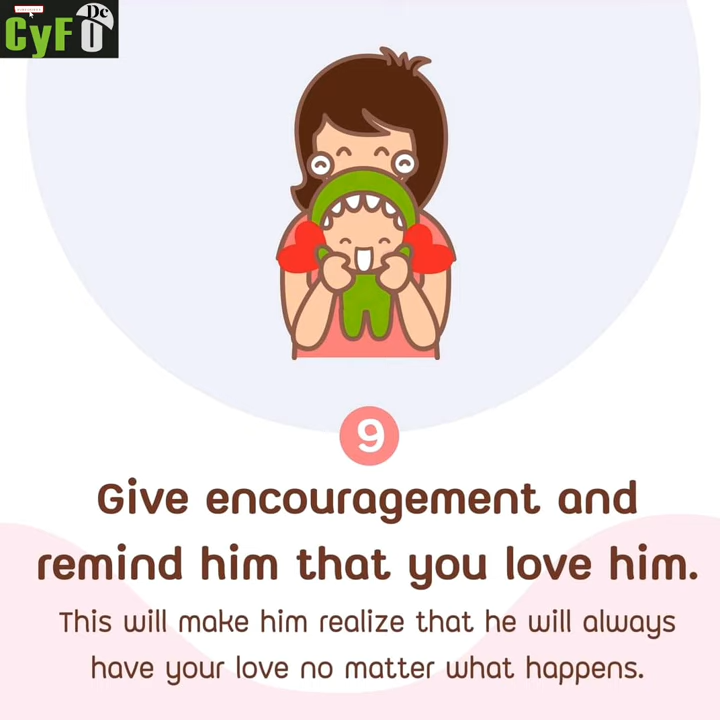 Dc
CyFO
9
Give encouragement and
remind him that you love him.
This will make him realize that he will always
have your love no matter what happens.